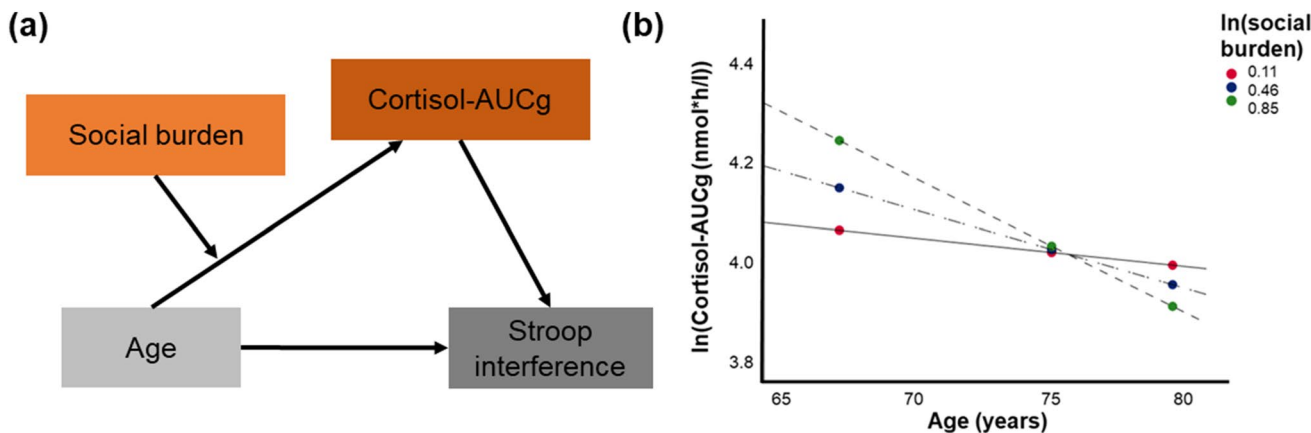 (a)
Social burden
Cortisol-AUCg
Age
Stroop
interference
(b)
ln(Cortisol-AUCg (nmol*h/l))
4.4
4.2
4.0
3.8
65
70
75
80
Age (years)
ln(social
burden)
0.11
0.46
0.85